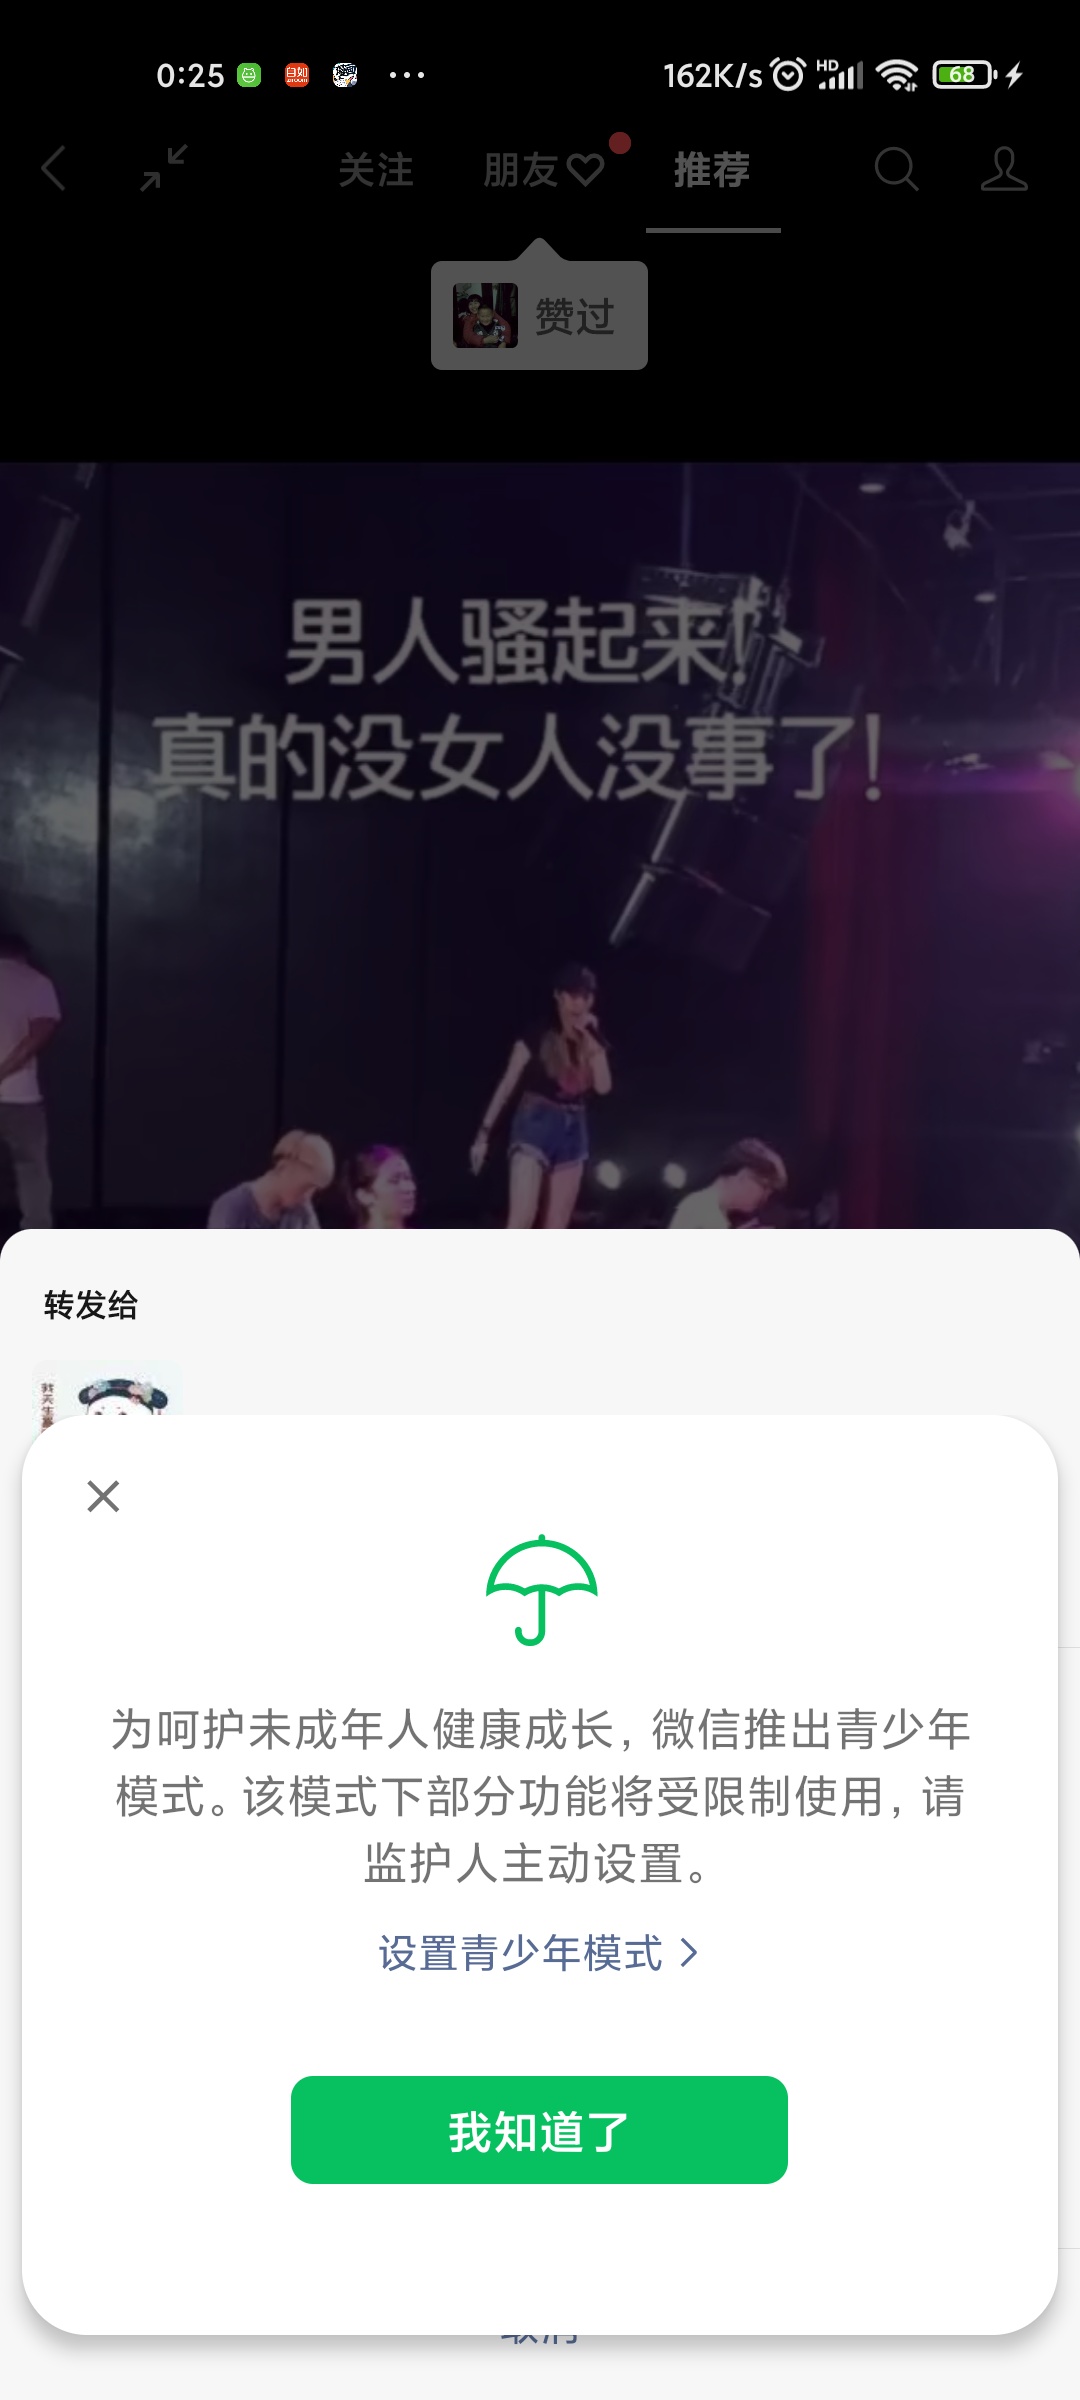 0:25
自如
162K/s
HD
68
关注
朋友
推荐
赞过
男人骚起来!
真的没女人没事了!
转发给
为呵护未成年人健康成长, 微信推出青少年
模式。该模式下部分功能将受限制使用, 请
监护人主动设置。
设置青少年模式
我知道了
取消